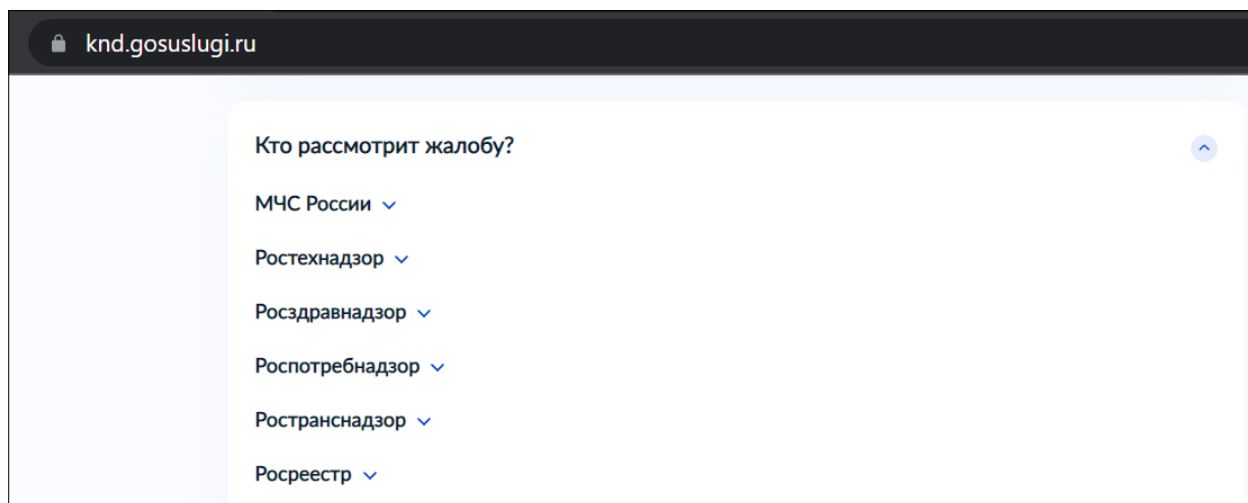 knd.gosuslugi.ru
Кто рассмотрит жалобу?
МЧС России
Ростехнадзор
Росздравнадзор
Роспотребнадзор
Ространснадзор
Росреестр